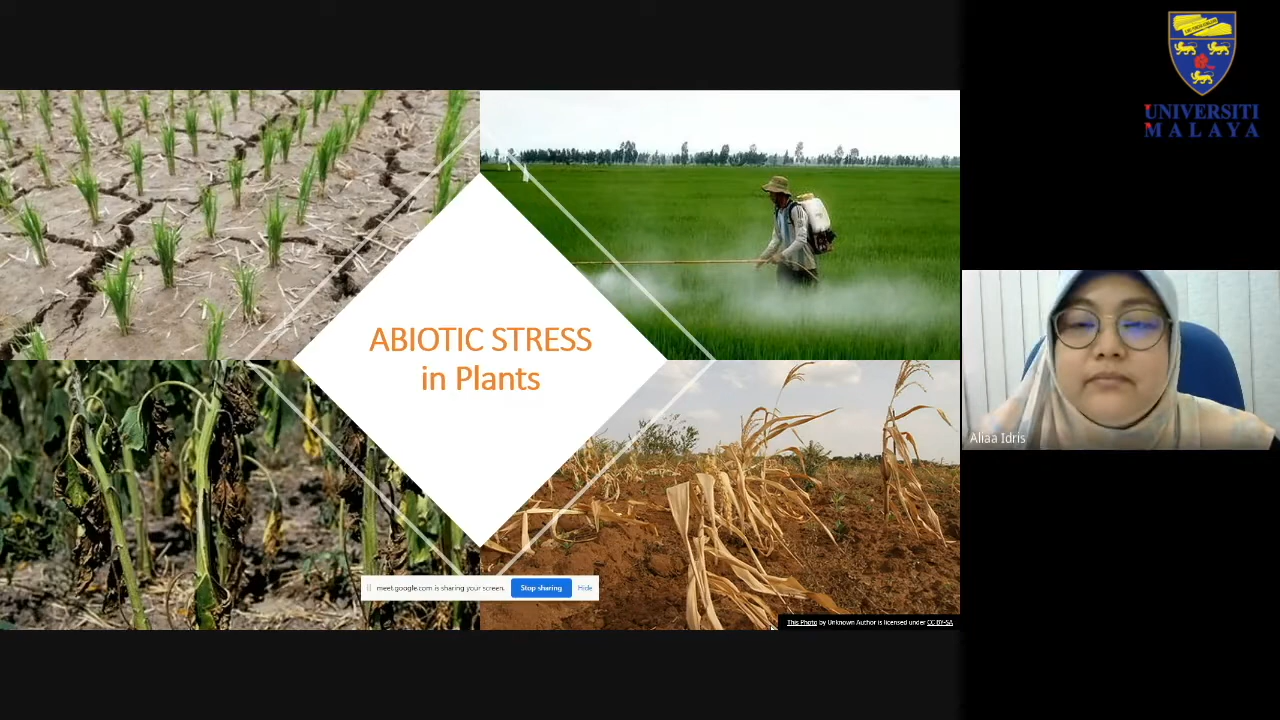 UNIVERSITI
MALAYA
ABIOTIC STRESS
in Plants
Aliaa Idris
meet.google.com is sharing your screen.
Stop sharing
Hide
This Photo by Unknown Author is licensed under CC BY-SA